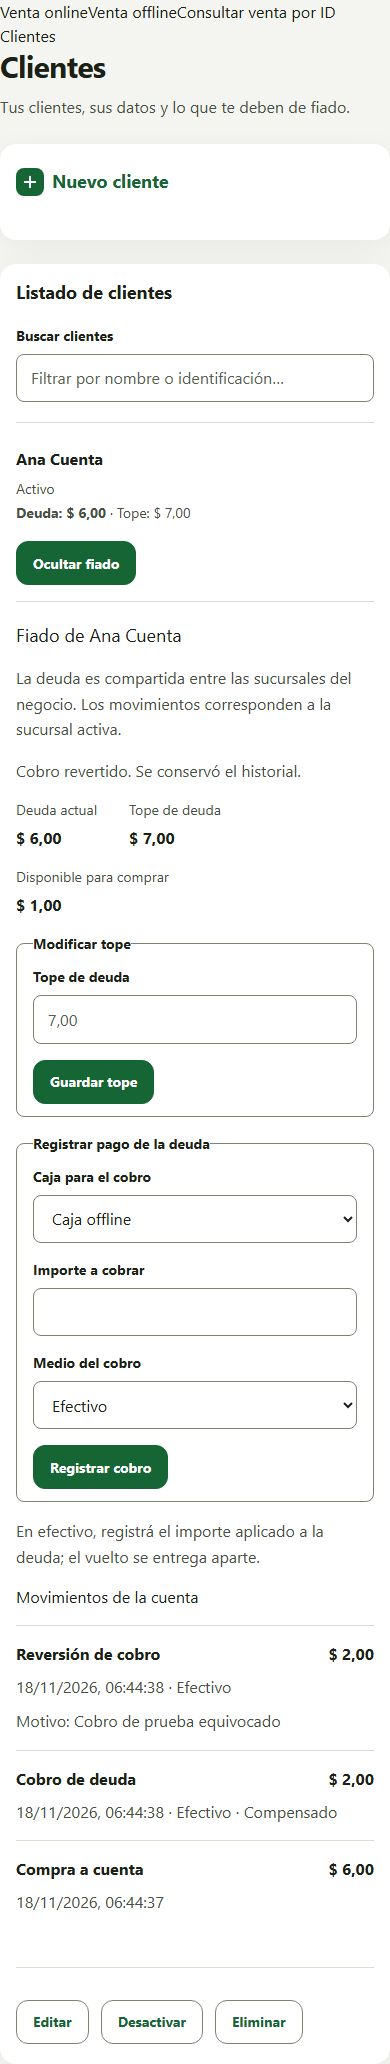 Venta onlineVenta offlineConsultar venta por ID
Clientes
Clientes
Tus clientes, sus datos y lo que te deben de fiado.
Nuevo cliente
Listado de clientes
Buscar clientes
Filtrar por nombre o identificación...
Ana Cuenta
Activo
Deuda: $ 6,00 · Tope: $ 7,00
Ocultar fiado
Fiado de Ana Cuenta
La deuda es compartida entre las sucursales del
negocio. Los movimientos corresponden a la
sucursal activa.
Cobro revertido. Se conservó el historial.
Deuda actual Tope de deuda
$ 6,00 $ 7,00
Disponible para comprar
$ 1,00
Modificar tope
Tope de deuda
7,00
Guardar tope
Registrar pago de la deuda
Caja para el cobro
Caja offline
Importe a cobrar
Medio del cobro
Efectivo
Registrar cobro
En efectivo, registrá el importe aplicado a la
deuda; el vuelto se entrega aparte.
Movimientos de la cuenta
Reversión de cobro $ 2,00
18/11/2026, 06:44:38 · Efectivo
Motivo: Cobro de prueba equivocado
Cobro de deuda $ 2,00
18/11/2026, 06:44:38 · Efectivo · Compensado
Compra a cuenta $ 6,00
18/11/2026, 06:44:37
Editar Desactivar Eliminar